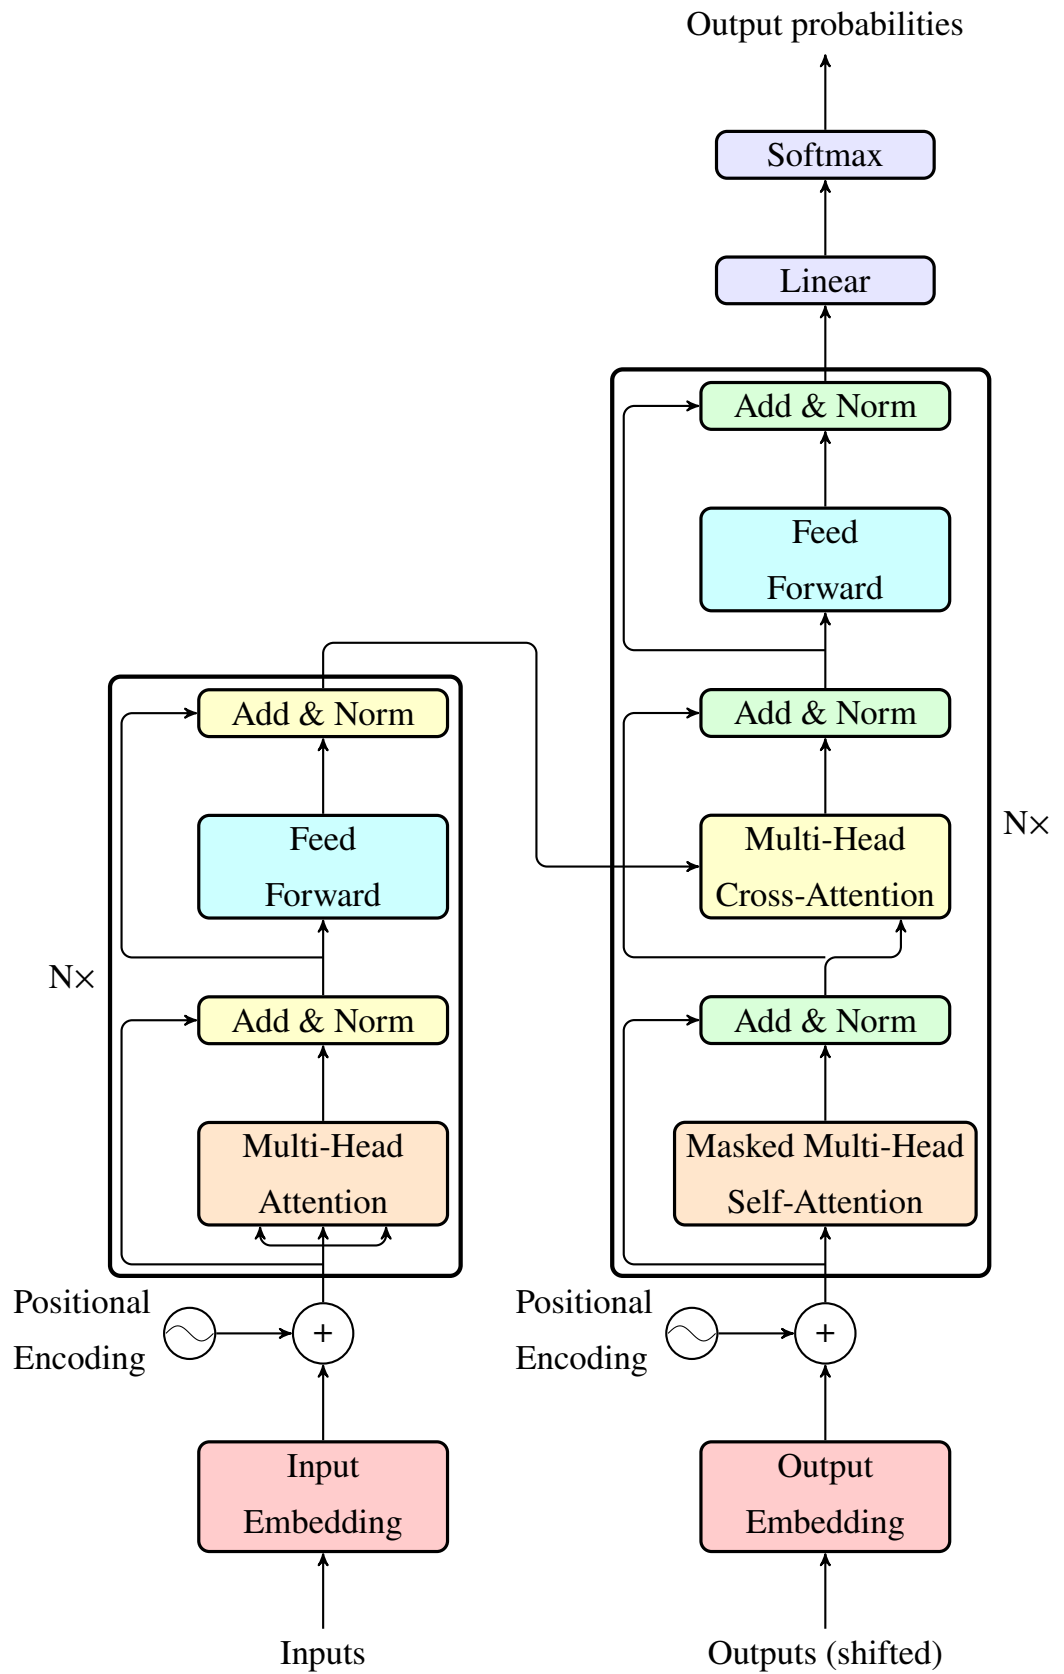 Output probabilities
Softmax
Linear
Add & Norm
Feed
Forward
Add & Norm
Multi-Head
Cross-Attention
N×
Add & Norm
Masked Multi-Head
Self-Attention
Positional
Encoding
+
Output
Embedding
Outputs (shifted)
Add & Norm
Feed
Forward
N×
Add & Norm
Multi-Head
Attention
Positional
Encoding
+
Input
Embedding
Inputs